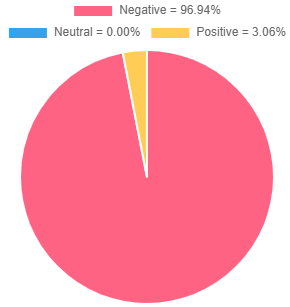 Negative = 96.94%
Neutral = 0.00% Positive = 3.06%